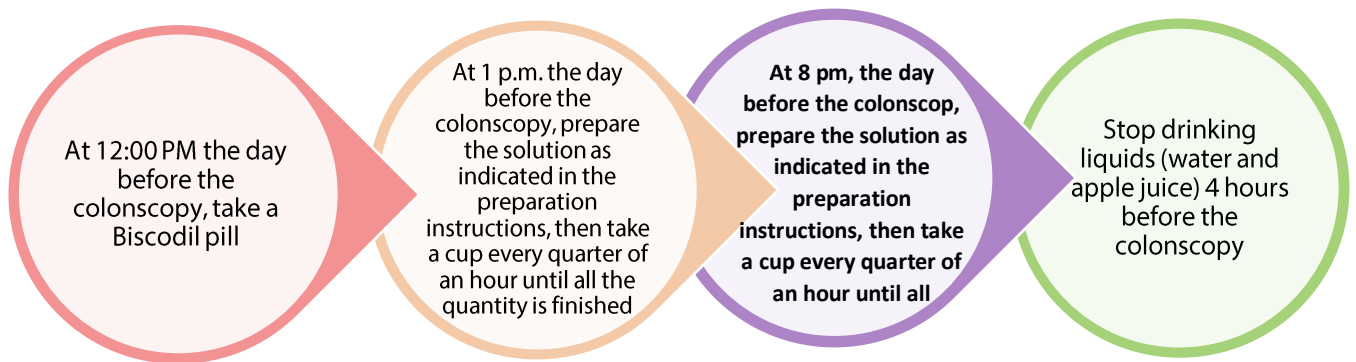 At 12:00 PM the day
before the
colonscopy, take a
Biscodil pill
At 1 p.m. the day
before the
colonscopy, prepare
the solution as
indicated in the
preparation
instructions, then take
a cup every quarter of
an hour until all the
quantity is finished
At 8 pm, the day
before the colonscop,
prepare the solution as
indicated in the
preparation
instructions, then take
a cup every quarter of
an hour until all
Stop drinking
liquids (water and
apple juice) 4 hours
before the
colonscopy